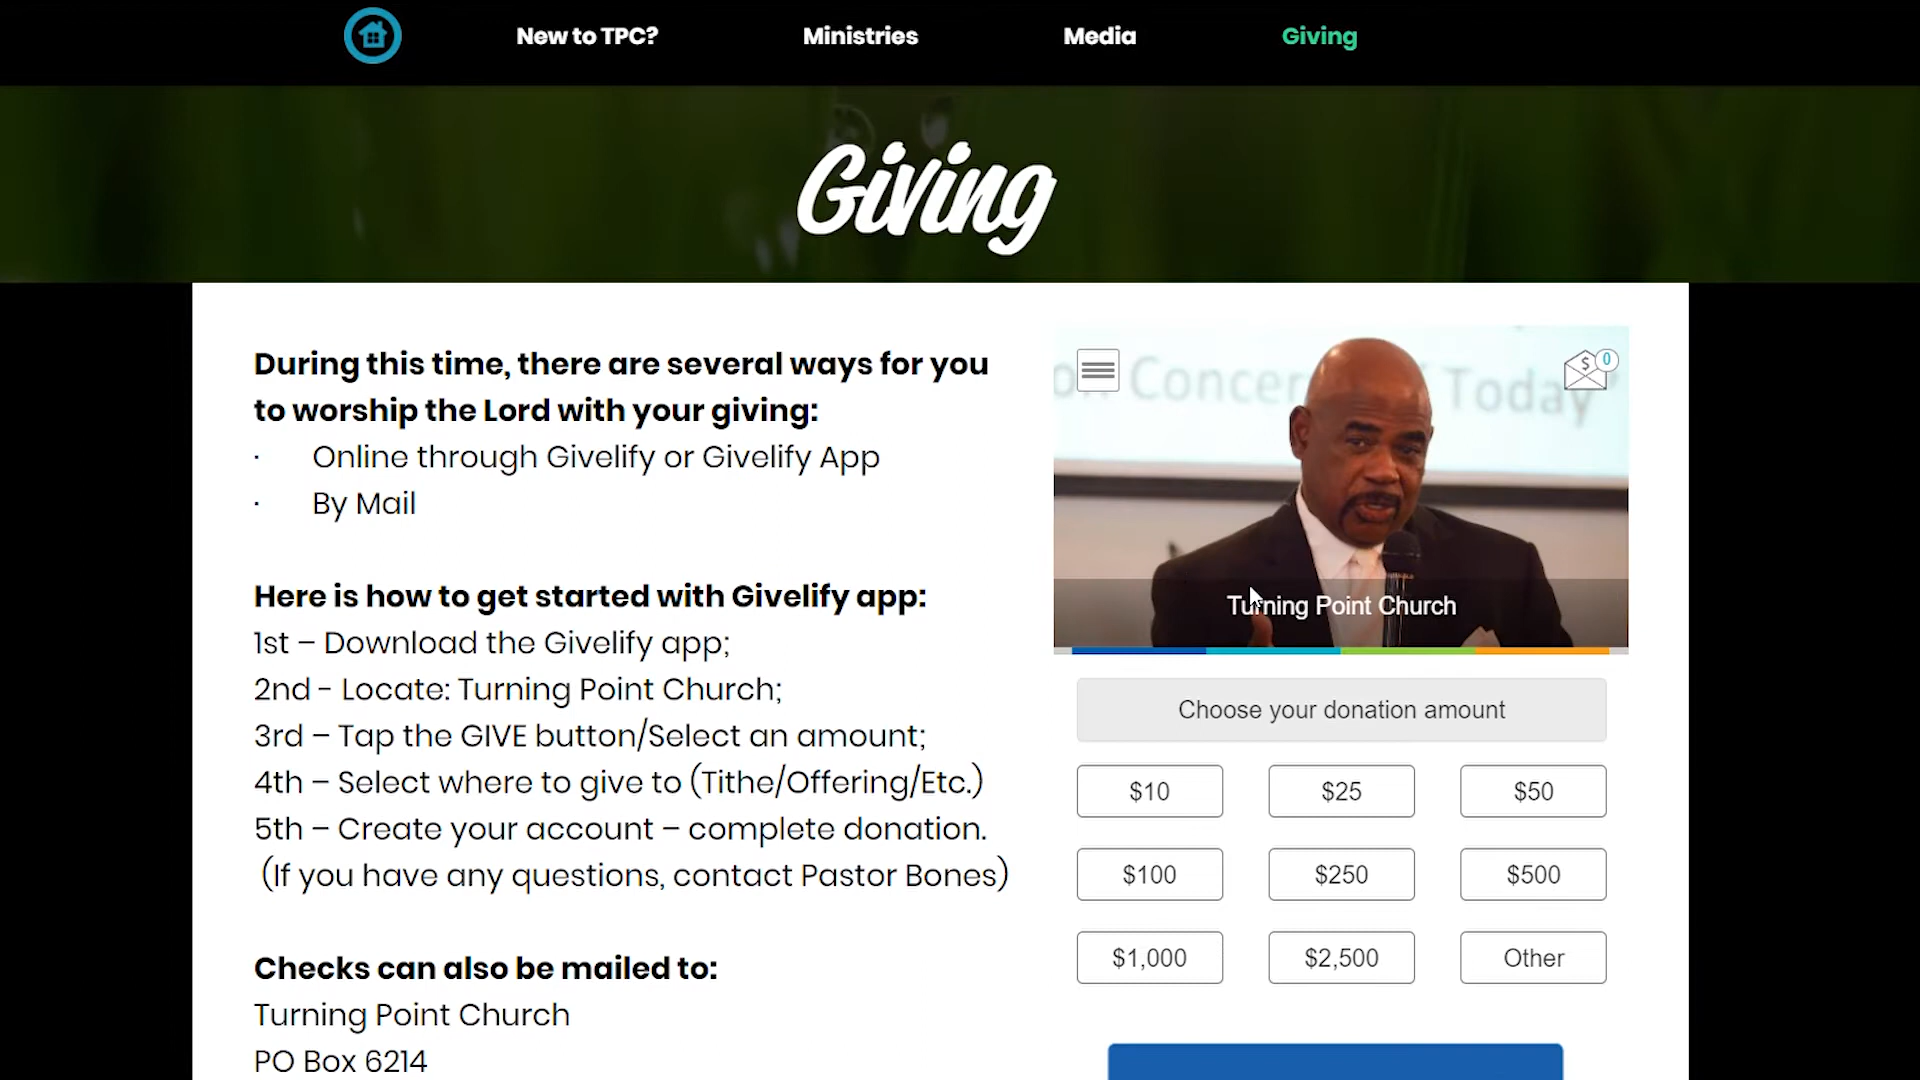 New to TPC?
Ministries
Media
Giving
Giving
During this time, there are several ways for you
to worship the Lord with your giving:
· Online through Givelify or Givelify App
· By Mail
Here is how to get started with Givelify app:
1st – Download the Givelify app;
2nd - Locate: Turning Point Church;
3rd – Tap the GIVE button/Select an amount;
4th – Select where to give to (Tithe/Offering/Etc.)
5th – Create your account – complete donation.
(If you have any questions, contact Pastor Bones)
Checks can also be mailed to:
Turning Point Church
PO Box 6214
Today"
$ 0
Turning Point Church
Choose your donation amount
$10
$25
$50
$100
$250
$500
$1,000
$2,500
Other